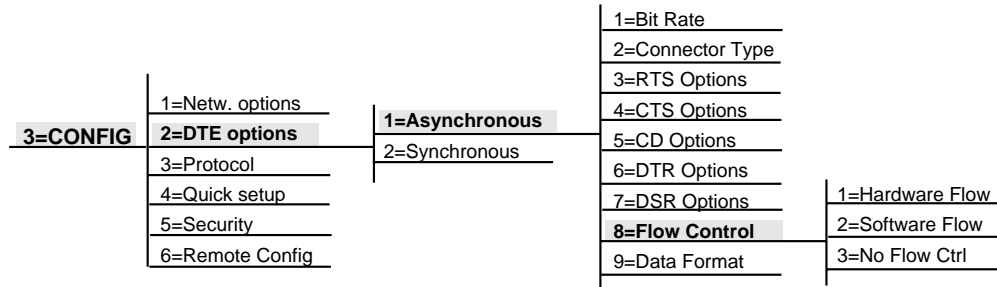 3=CONFIG
1=Netw. options
2=DTE options
3=Protocol
4=Quick setup
5=Security
6=Remote Config
1=Asynchronous
2=Synchronous
1=Bit Rate
2=Connector Type
3=RTS Options
4=CTS Options
5=CD Options
6=DTR Options
7=DSR Options
8=Flow Control
9=Data Format
1=Hardware Flow
2=Software Flow
3=No Flow Ctrl